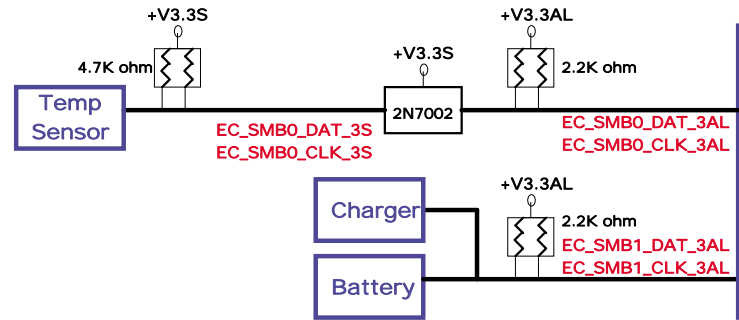 +V3.3S
4.7K ohm
Temp
Sensor
EC_SMB0_DAT_3S
EC_SMB0_CLK_3S
+V3.3S
2N7002
+V3.3AL
2.2K ohm
EC_SMB0_DAT_3AL
EC_SMB0_CLK_3AL
Charger
Battery
+V3.3AL
2.2K ohm
EC_SMB1_DAT_3AL
EC_SMB1_CLK_3AL